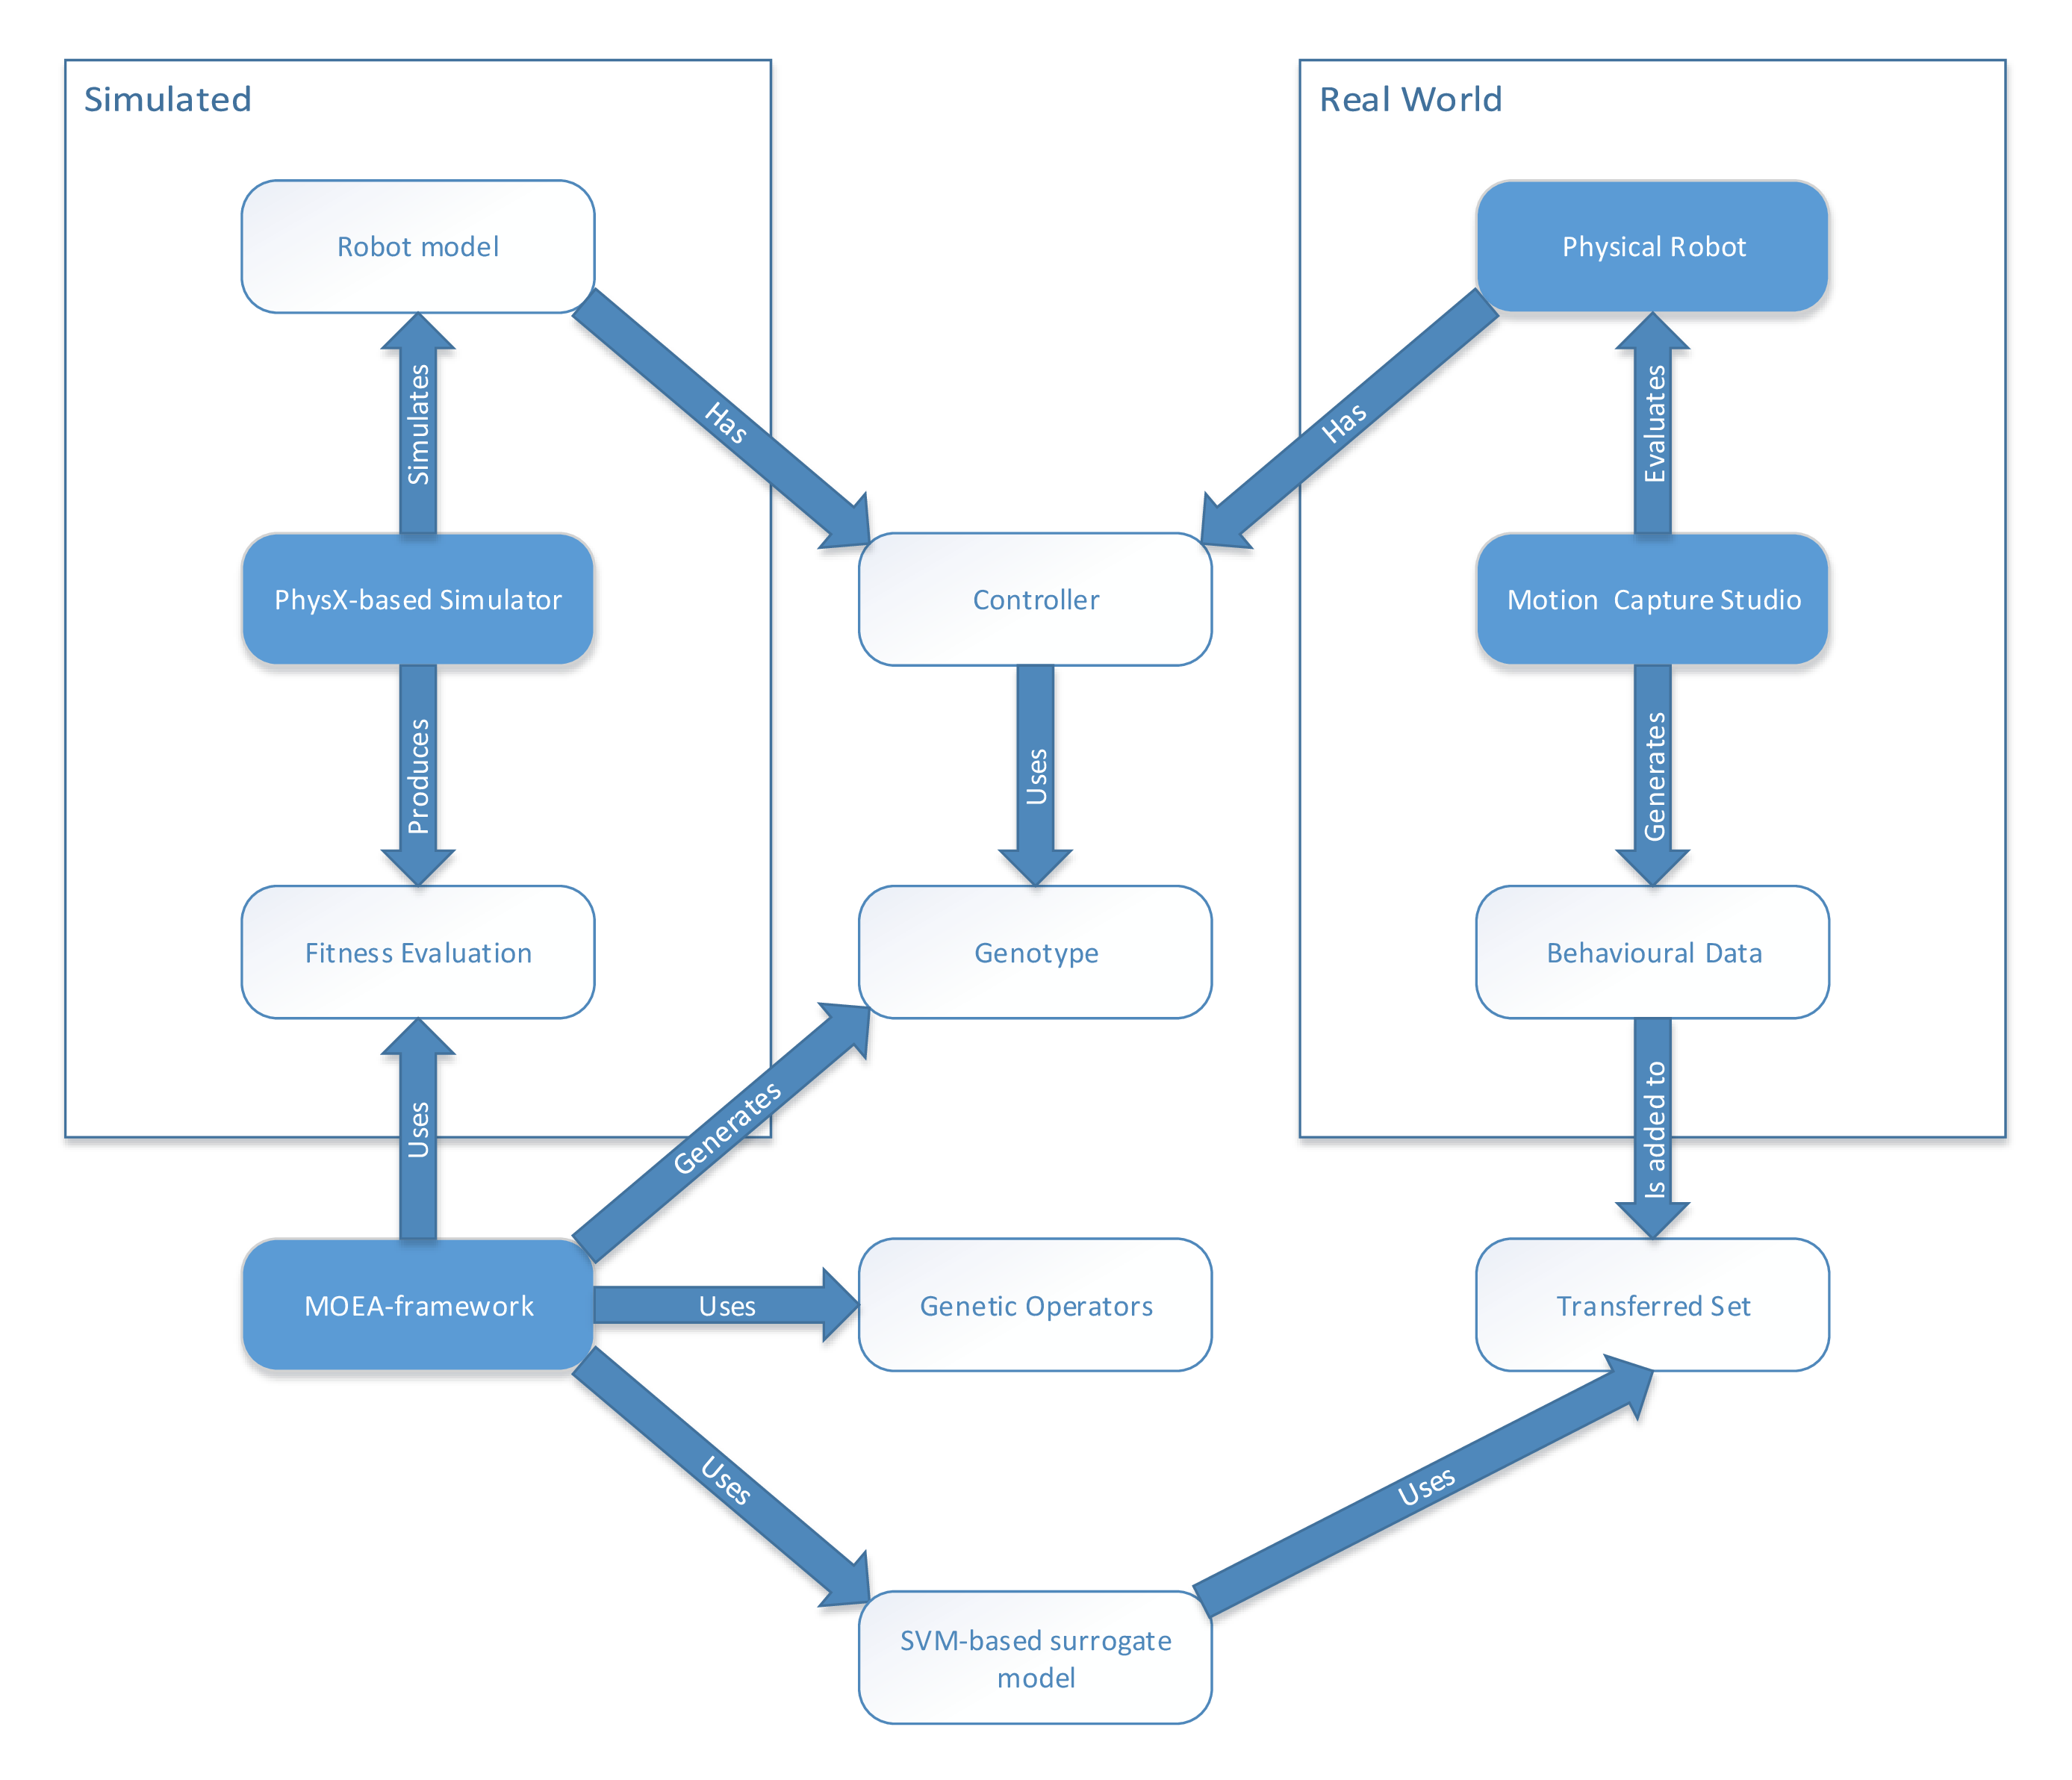 Simulated
Real World
Robot model
Physical Robot
Simulates
Has
Has
Evaluates
PhysX-based Simulator
Controller
Motion Capture Studio
Produces
Uses
Generates
Fitness Evaluation
Genotype
Behavioural Data
Uses
Generates
Is added to
MOEA-framework
Uses
Genetic Operators
Transferred Set
Uses
Uses
SVM-based surrogate
model